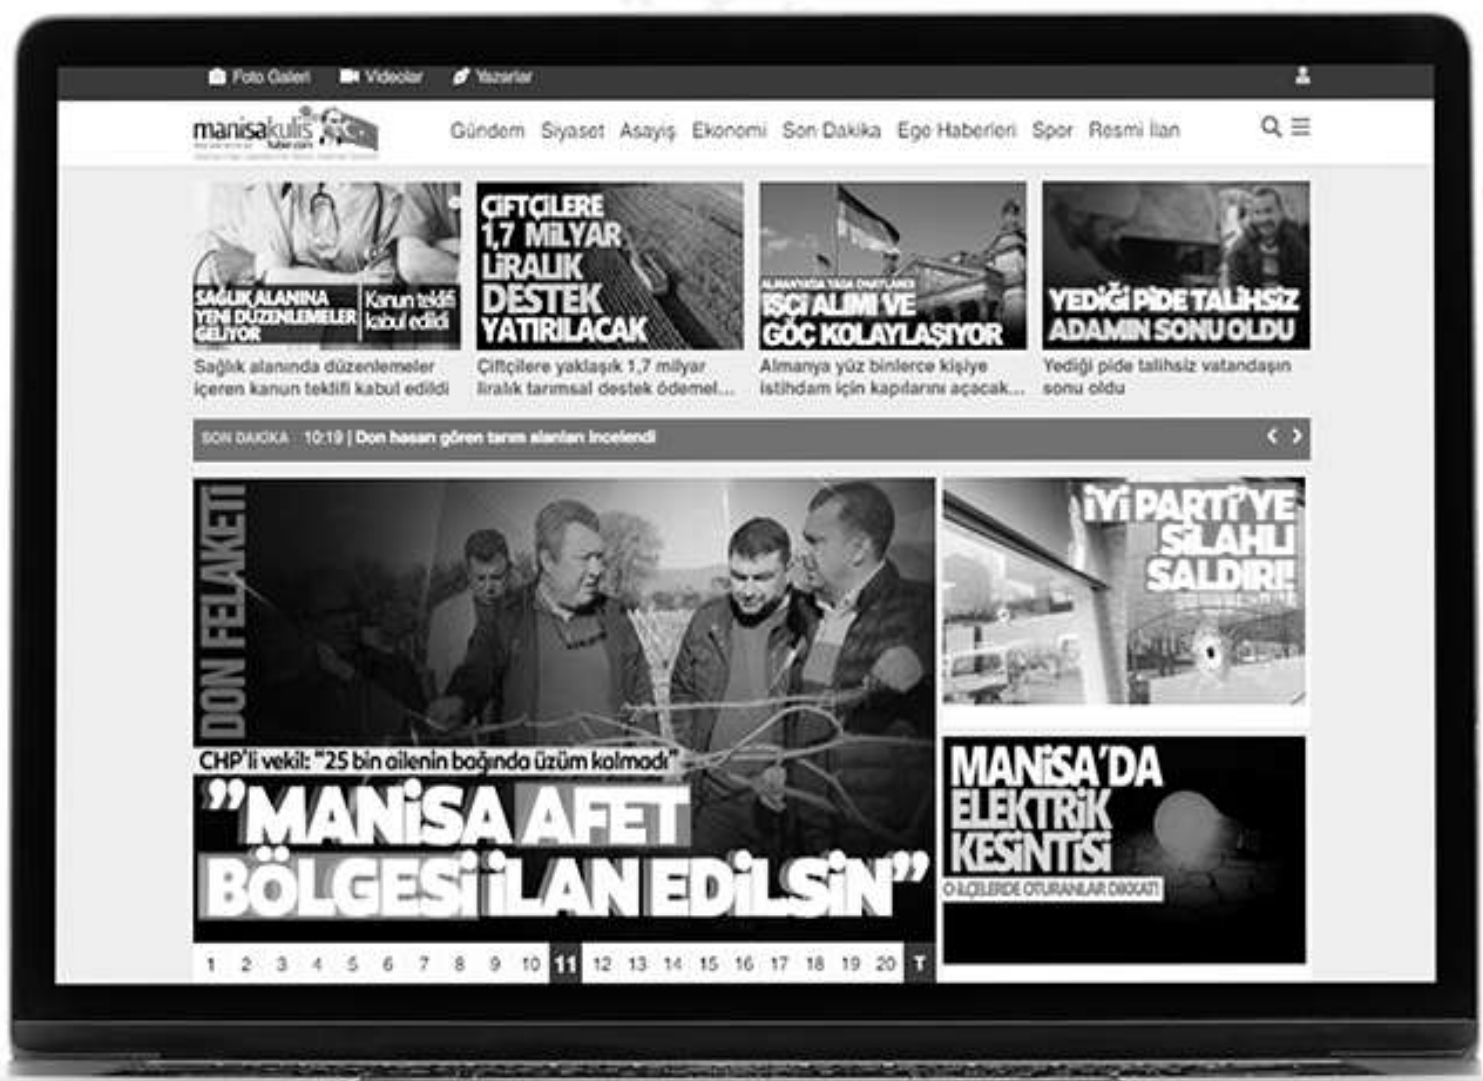 Foto Galeri Videolar Yazarlar
manisakulis
haber.com
Gündem Siyaset Asayiş Ekonomi Son Dakika Ege Haberleri Spor Resmi İlan
SAĞLIK ALANINA
YENİ DÜZENLEMELER
GELİYOR
Kanun teklifi
kabul edildi
Sağlık alanında düzenlemeler
içeren kanun teklifi kabul edildi
ÇİFTÇİLERE
1,7 MİLYAR
LİRALIK
DESTEK
YATIRILACAK
Çiftçilere yaklaşık 1,7 milyar
liralık tarımsal destek ödemel...
ALMANYA'DA YASA ONAYLANDI
İŞÇİ ALIMI VE
GÖÇ KOLAYLAŞIYOR
Almanya yüz binlerce kişiye
istihdam için kapılarını açacak...
YEDİĞİ PİDE TALİHSİZ
ADAMIN SONU OLDU
Yediği pide talihsiz vatandaşın
sonu oldu
SON DAKİKA 10:19 | Don hasarı gören tarım alanları incelendi
DON FELAKETİ
CHP'li vekil: "25 bin ailenin bağında üzüm kalmadı"
"MANİSA AFET
BÖLGESİ İLAN EDİLSİN"
1 2 3 4 5 6 7 8 9 10 11 12 13 14 15 16 17 18 19 20 T
İYİ PARTİ'YE
SİLAHLI
SALDIRI!
MANİSA'DA
ELEKTRİK
KESİNTİSİ
O İLÇELERDE OTURANLAR DİKKAT!